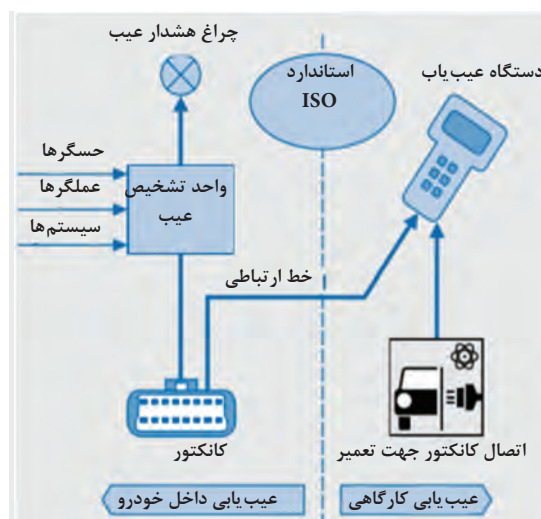 چراغ هشدار عیب
استاندارد
ISO
دستگاه عیب‌یاب
حسگرها
عملگرها
سیستم‌ها
واحد تشخیص
عیب
خط ارتباطی
کانکتور
اتصال کانکتور جهت تعمیر
عیب‌یابی داخل خودرو
عیب‌یابی کارگاهی